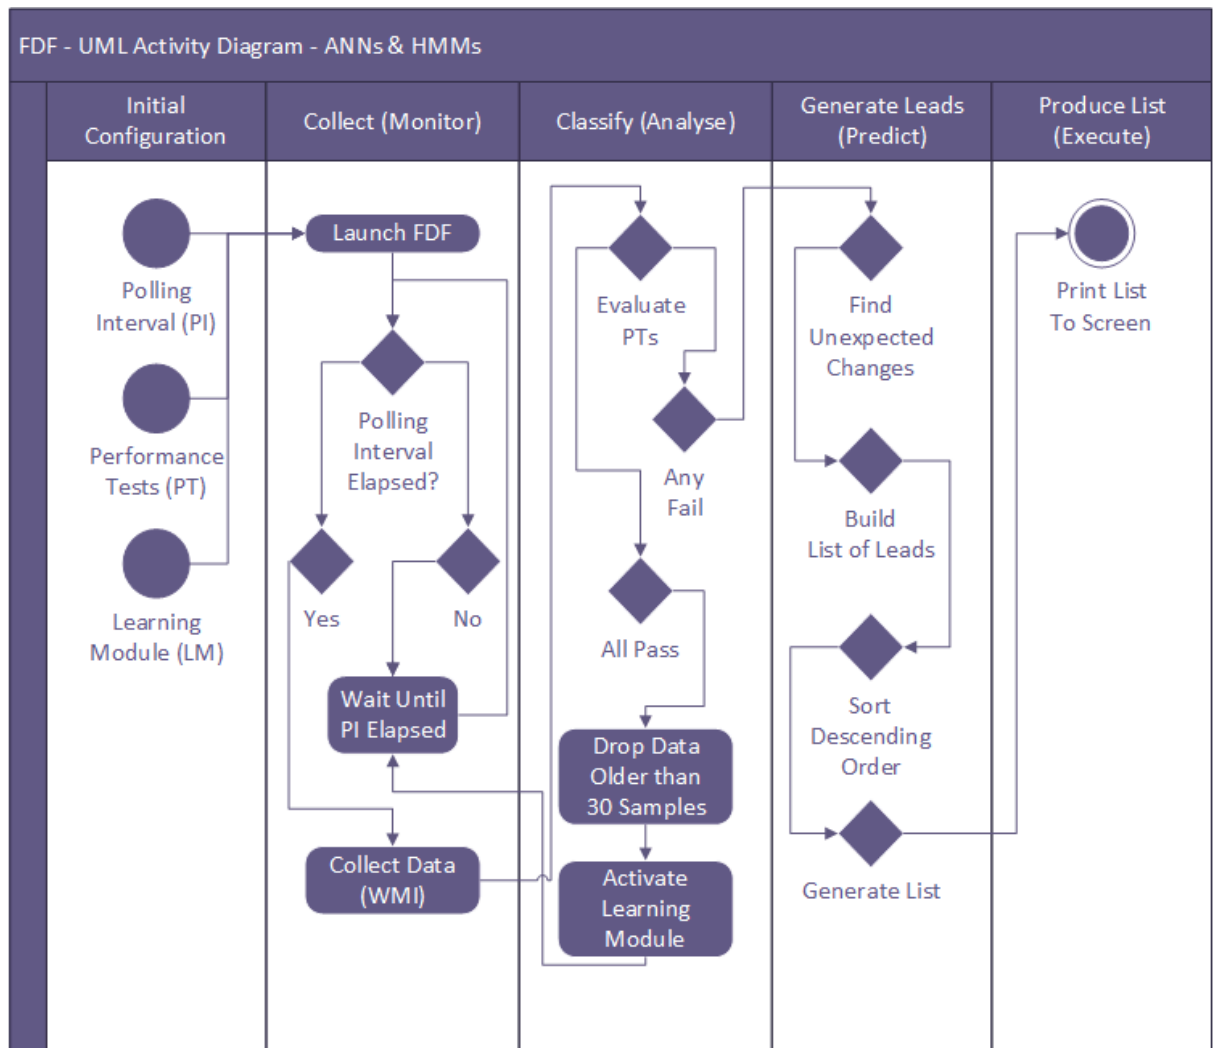 FDF - UML Activity Diagram - ANNs & HMMs
Initial
Configuration
Collect (Monitor)
Classify (Analyse)
Generate Leads
(Predict)
Produce List
(Execute)
Polling
Interval (PI)
Performance
Tests (PT)
Learning
Module (LM)
Launch FDF
Polling
Interval
Elapsed?
Yes
No
Wait Until
PI Elapsed
Collect Data
(WMI)
Evaluate
PTs
Any
Fail
All Pass
Drop Data
Older than
30 Samples
Activate
Learning
Module
Find
Unexpected
Changes
Build
List of Leads
Sort
Descending
Order
Generate List
Print List
To Screen